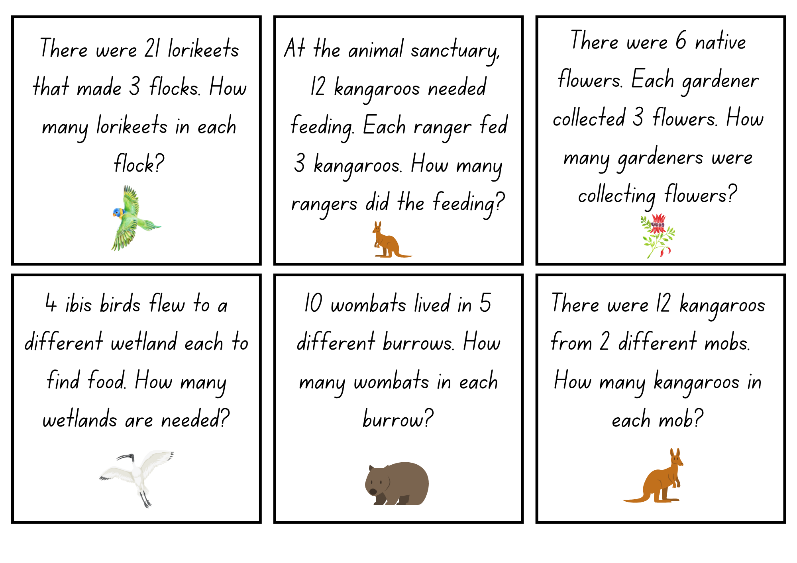 There were 21 lorikeets
that made 3 flocks. How
many lorikeets in each
flock?
At the animal sanctuary,
12 kangaroos needed
feeding. Each ranger fed
3 kangaroos. How many
rangers did the feeding?
There were 6 native
flowers. Each gardener
collected 3 flowers. How
many gardeners were
collecting flowers?
4 ibis birds flew to a
different wetland each to
find food. How many
wetlands are needed?
10 wombats lived in 5
different burrows. How
many wombats in each
burrow?
There were 12 kangaroos
from 2 different mobs.
How many kangaroos in
each mob?